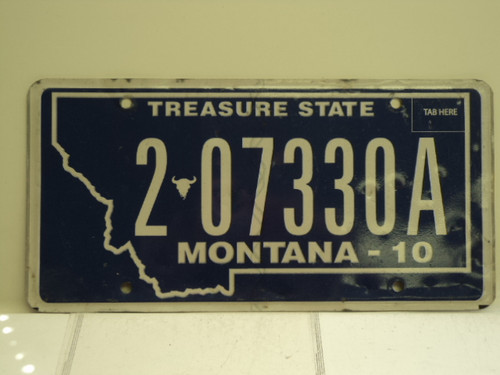 TREASURE STATE
TAB HERE
2 07330A
MONTANA - 10